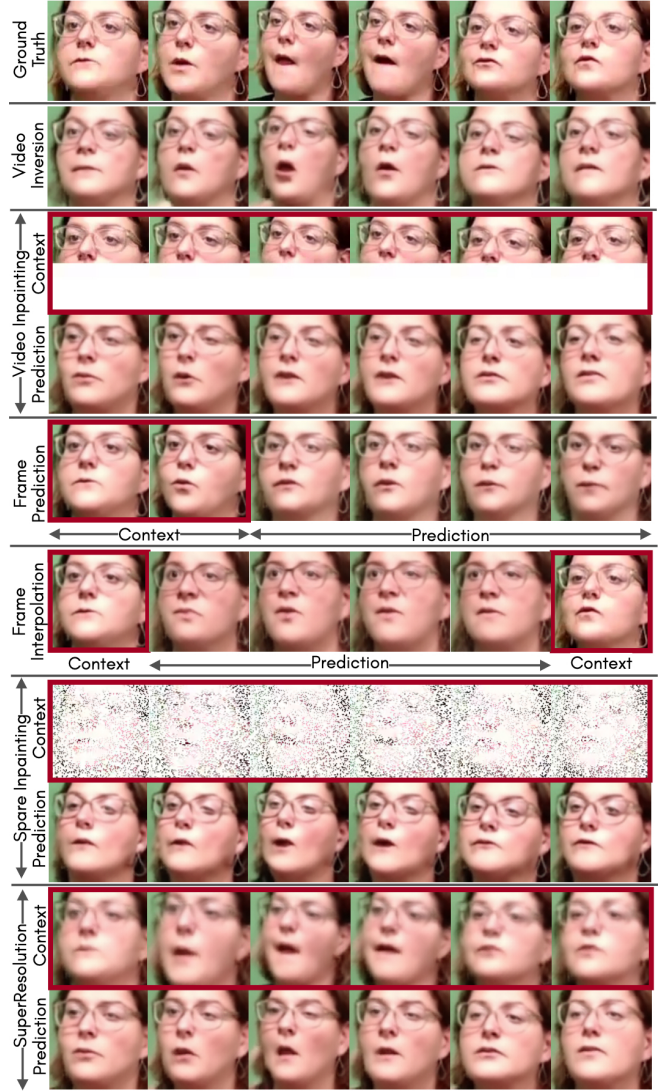 Ground
Truth
Video
Inversion
Video Inpainting
Context
Prediction
Frame
Prediction
Context
Prediction
Frame
Interpolation
Context
Prediction
Context
Spare Inpainting
Context
Prediction
SuperResolution
Context
Prediction